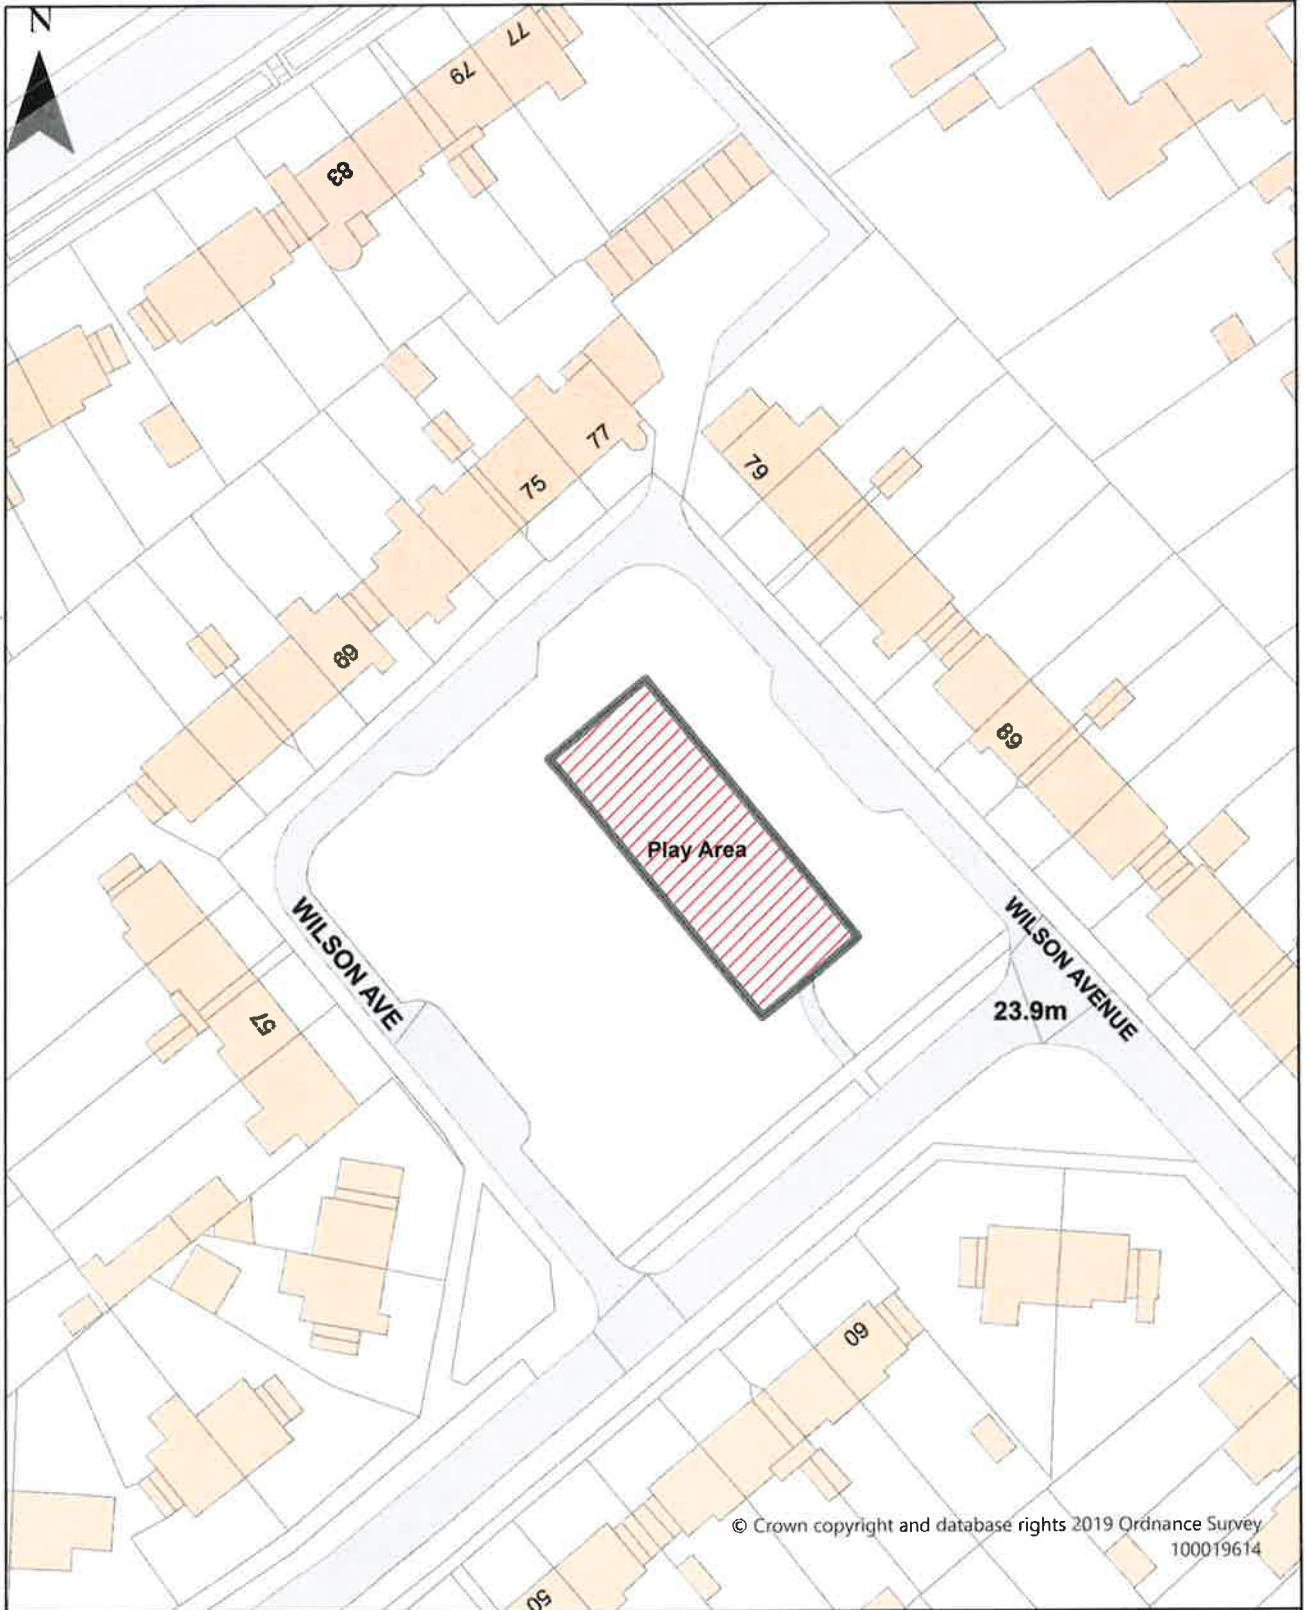 N
77
79
83
77
75
79
69
89
Play Area
WILSON AVE
WILSON AVENUE
23.9m
57
60
50
© Crown copyright and database rights 2019 Ordnance Survey
100019614